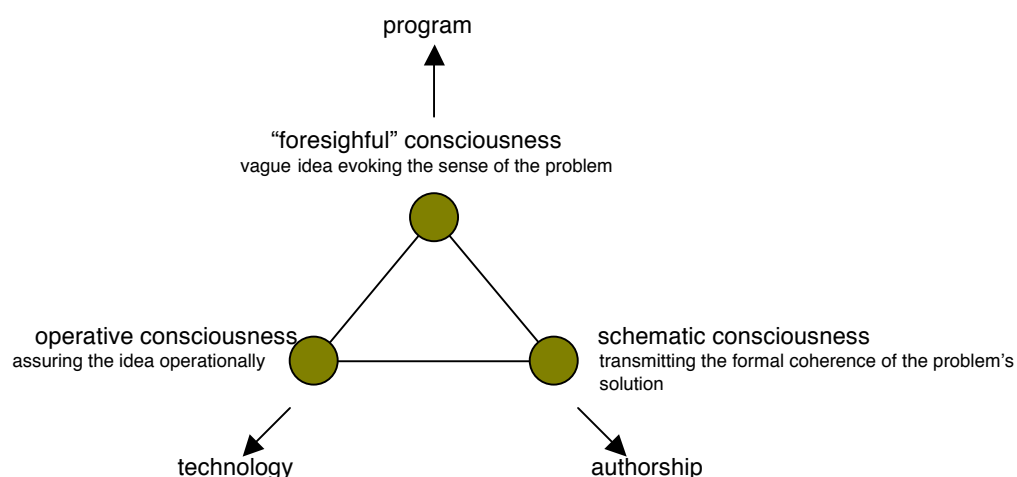 program
“foresighful” consciousness
vague idea evoking the sense of the problem
operative consciousness
assuring the idea operationally
schematic consciousness
transmitting the formal coherence of the problem’s
solution
technology
authorship